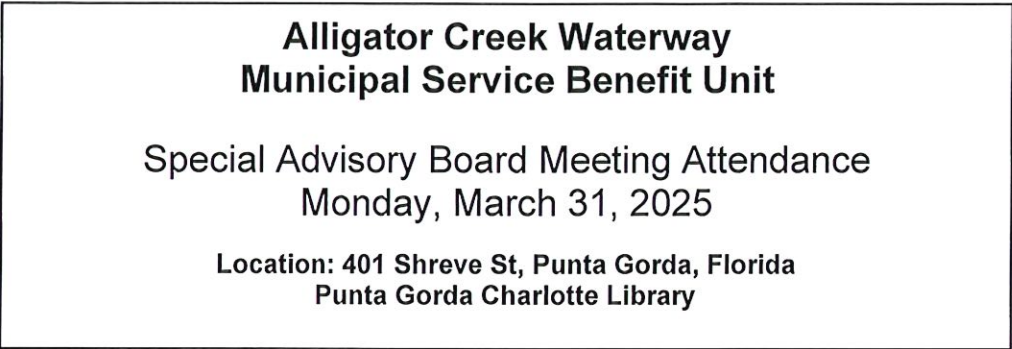 Alligator Creek Waterway
Municipal Service Benefit Unit
Special Advisory Board Meeting Attendance
Monday, March 31, 2025
Location: 401 Shreve St, Punta Gorda, Florida
Punta Gorda Charlotte Library